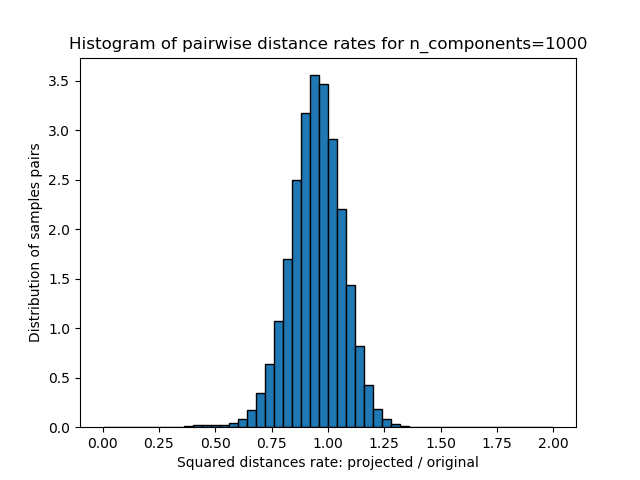 Histogram of pairwise distance rates for n_components=1000
3.5
3.0
2.5
2.0
1.5
1.0
0.5
0.0
Distribution of samples pairs
0.00 0.25 0.50 0.75 1.00 1.25 1.50 1.75 2.00
Squared distances rate: projected / original